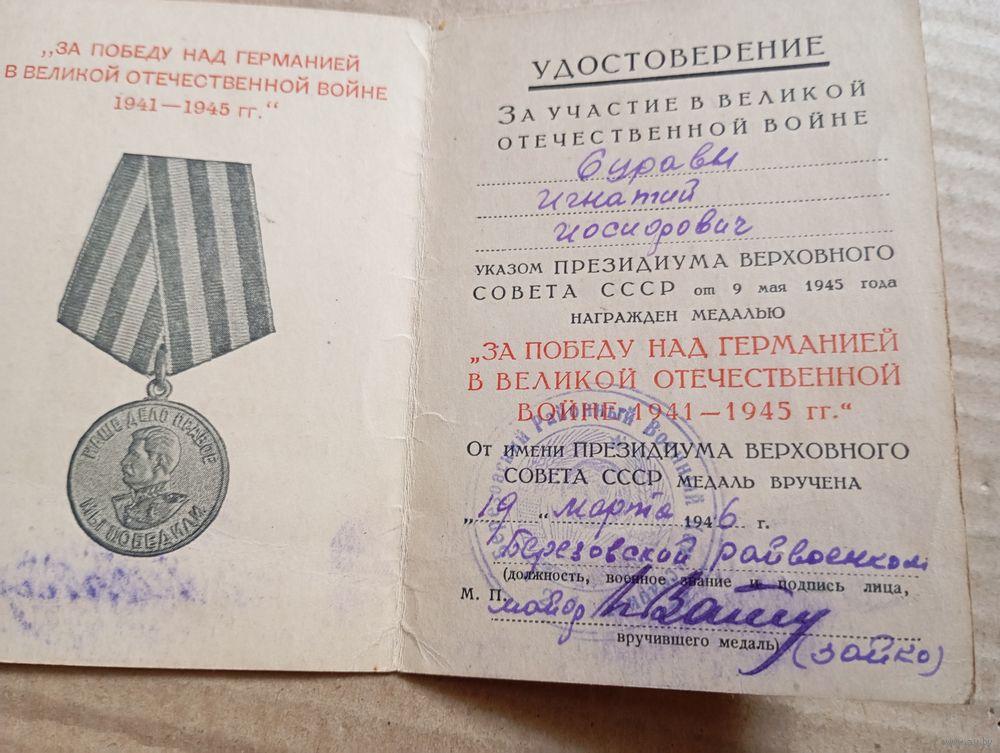 „ЗА ПОБЕДУ НАД ГЕРМАНИЕЙ
В ВЕЛИКОЙ ОТЕЧЕСТВЕННОЙ ВОЙНЕ
1941—1945 гг.“
НАШЕ ДЕЛО ПРАВОЕ
МЫ ПОБЕДИЛИ
УДОСТОВЕРЕНИЕ
ЗА УЧАСТИЕ В ВЕЛИКОЙ
ОТЕЧЕСТВЕННОЙ ВОЙНЕ
Игнатий
УКАЗОМ ПРЕЗИДИУМА ВЕРХОВНОГО
СОВЕТА СССР от 9 мая 1945 года
НАГРАЖДЕН МЕДАЛЬЮ
„ЗА ПОБЕДУ НАД ГЕРМАНИЕЙ
В ВЕЛИКОЙ ОТЕЧЕСТВЕННОЙ
ВОЙНЕ 1941—1945 гг.“
Районный Военный
ОТ ИМЕНИ ПРЕЗИДИУМА ВЕРХОВНОГО
СОВЕТА СССР МЕДАЛЬ ВРУЧЕНА
„19“ марта 1946 г.
Березовской райвоенком
(должность, военное звание и подпись лица,
М. П.
майор
вручившего медаль)
(Зайко)